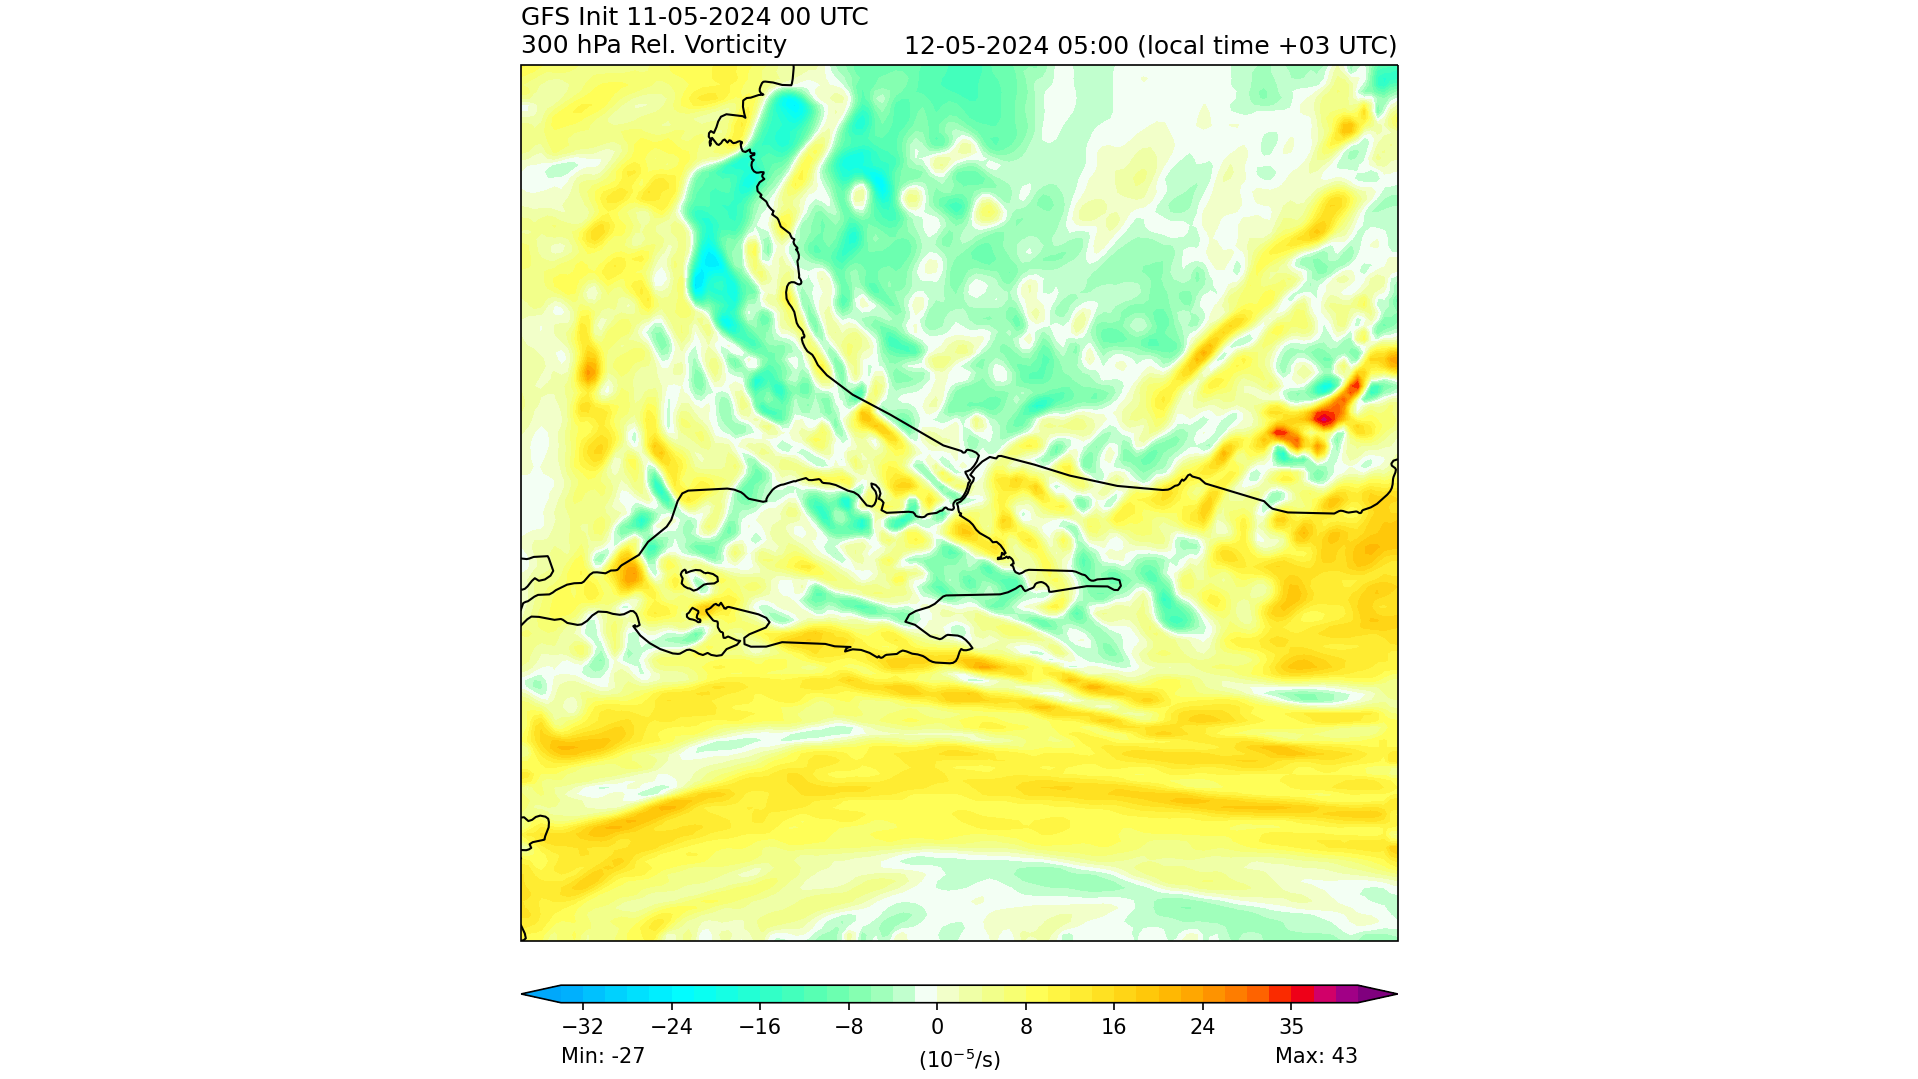 GFS Init 11-05-2024 00 UTC
300 hPa Rel. Vorticity
12-05-2024 05:00 (local time +03 UTC)
−32 −24 −16 −8 0 8 16 24 35
Min: -27 (10⁻⁵/s) Max: 43